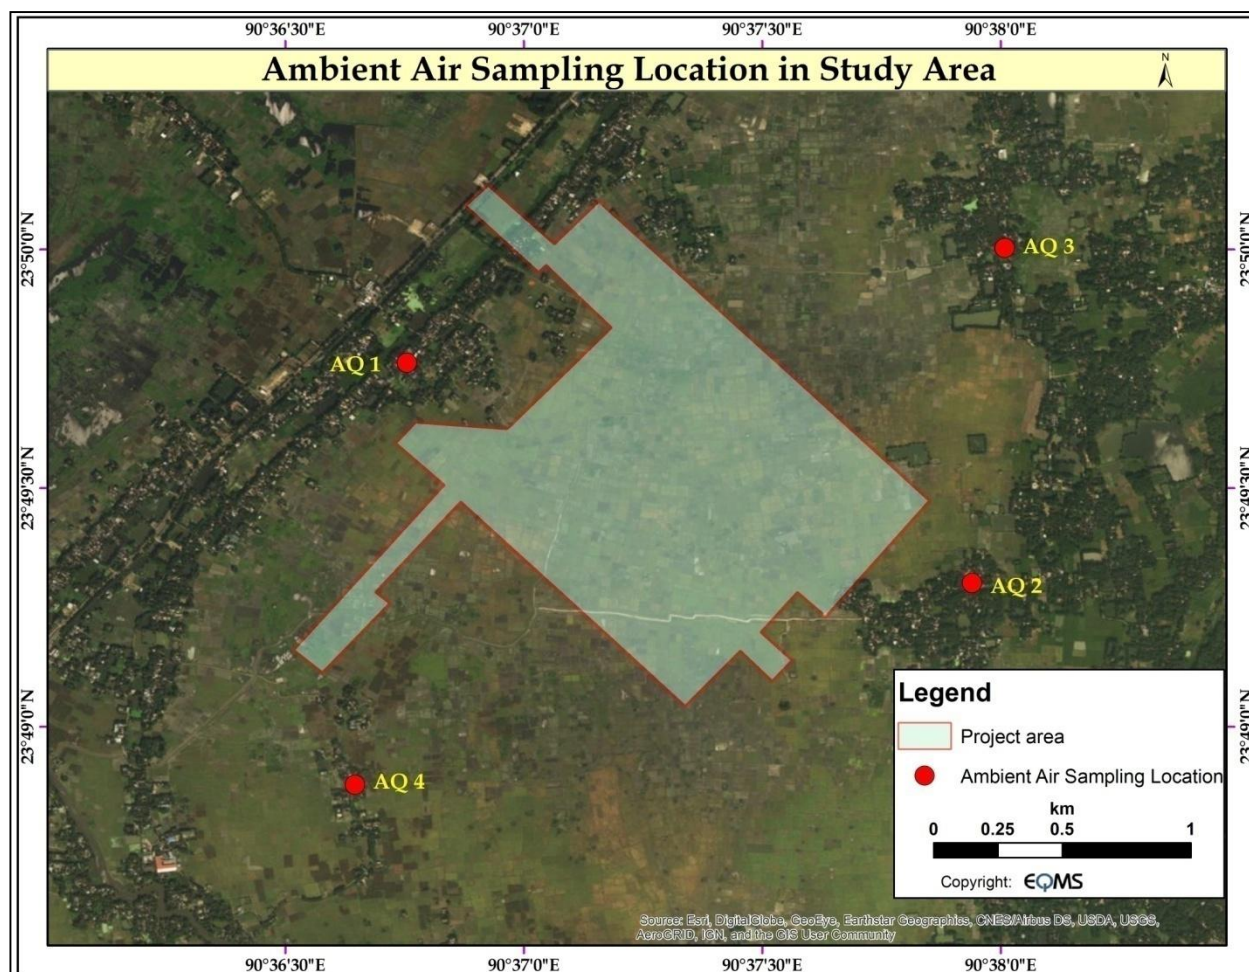 90°36'30"E 90°37'0"E 90°37'30"E 90°38'0"E
Ambient Air Sampling Location in Study Area
N
23°50'0"N 23°50'0"N
AQ 3
AQ 1
23°49'30"N 23°49'30"N
AQ 2
Legend
Project area
23°49'0"N 23°49'0"N
AQ 4
Ambient Air Sampling Location
km
0 0.25 0.5 1
Copyright: EQMS
Source: Esri, DigitalGlobe, GeoEye, Earthstar Geographics, CNES/Airbus DS, USDA, USGS,
AeroGRID, IGN, and the GIS User Community
90°36'30"E 90°37'0"E 90°37'30"E 90°38'0"E